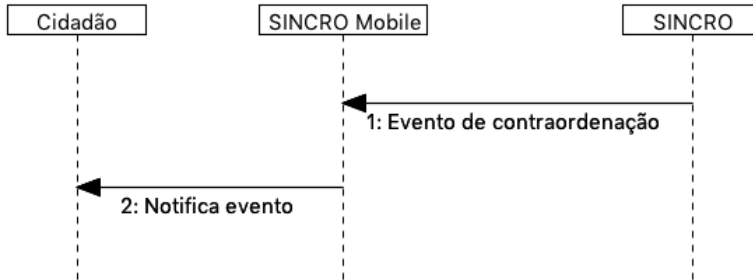 Cidadão
SINCRO Mobile
SINCRO
1: Evento de contraordenação
2: Notifica evento